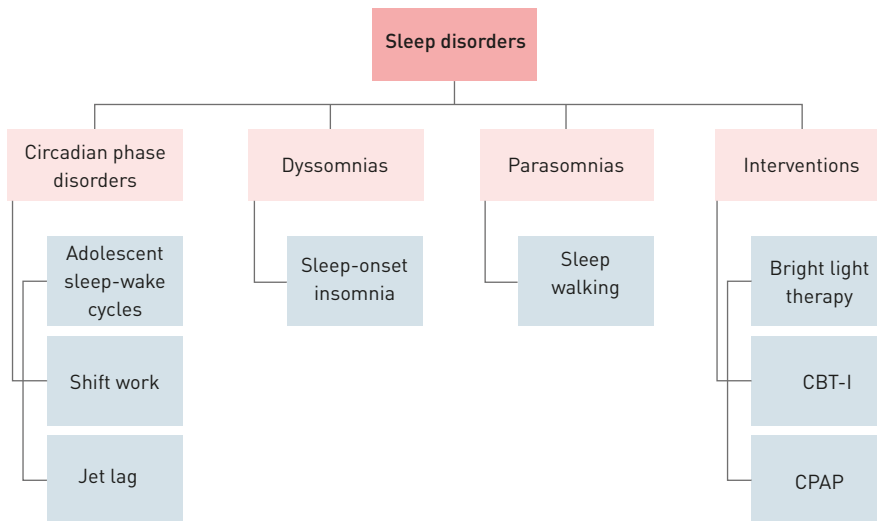 Sleep disorders
Circadian phase
disorders
Dyssomnias
Parasomnias
Interventions
Adolescent
sleep-wake
cycles
Shift work
Jet lag
Sleep-onset
insomnia
Sleep
walking
Bright light
therapy
CBT-I
CPAP